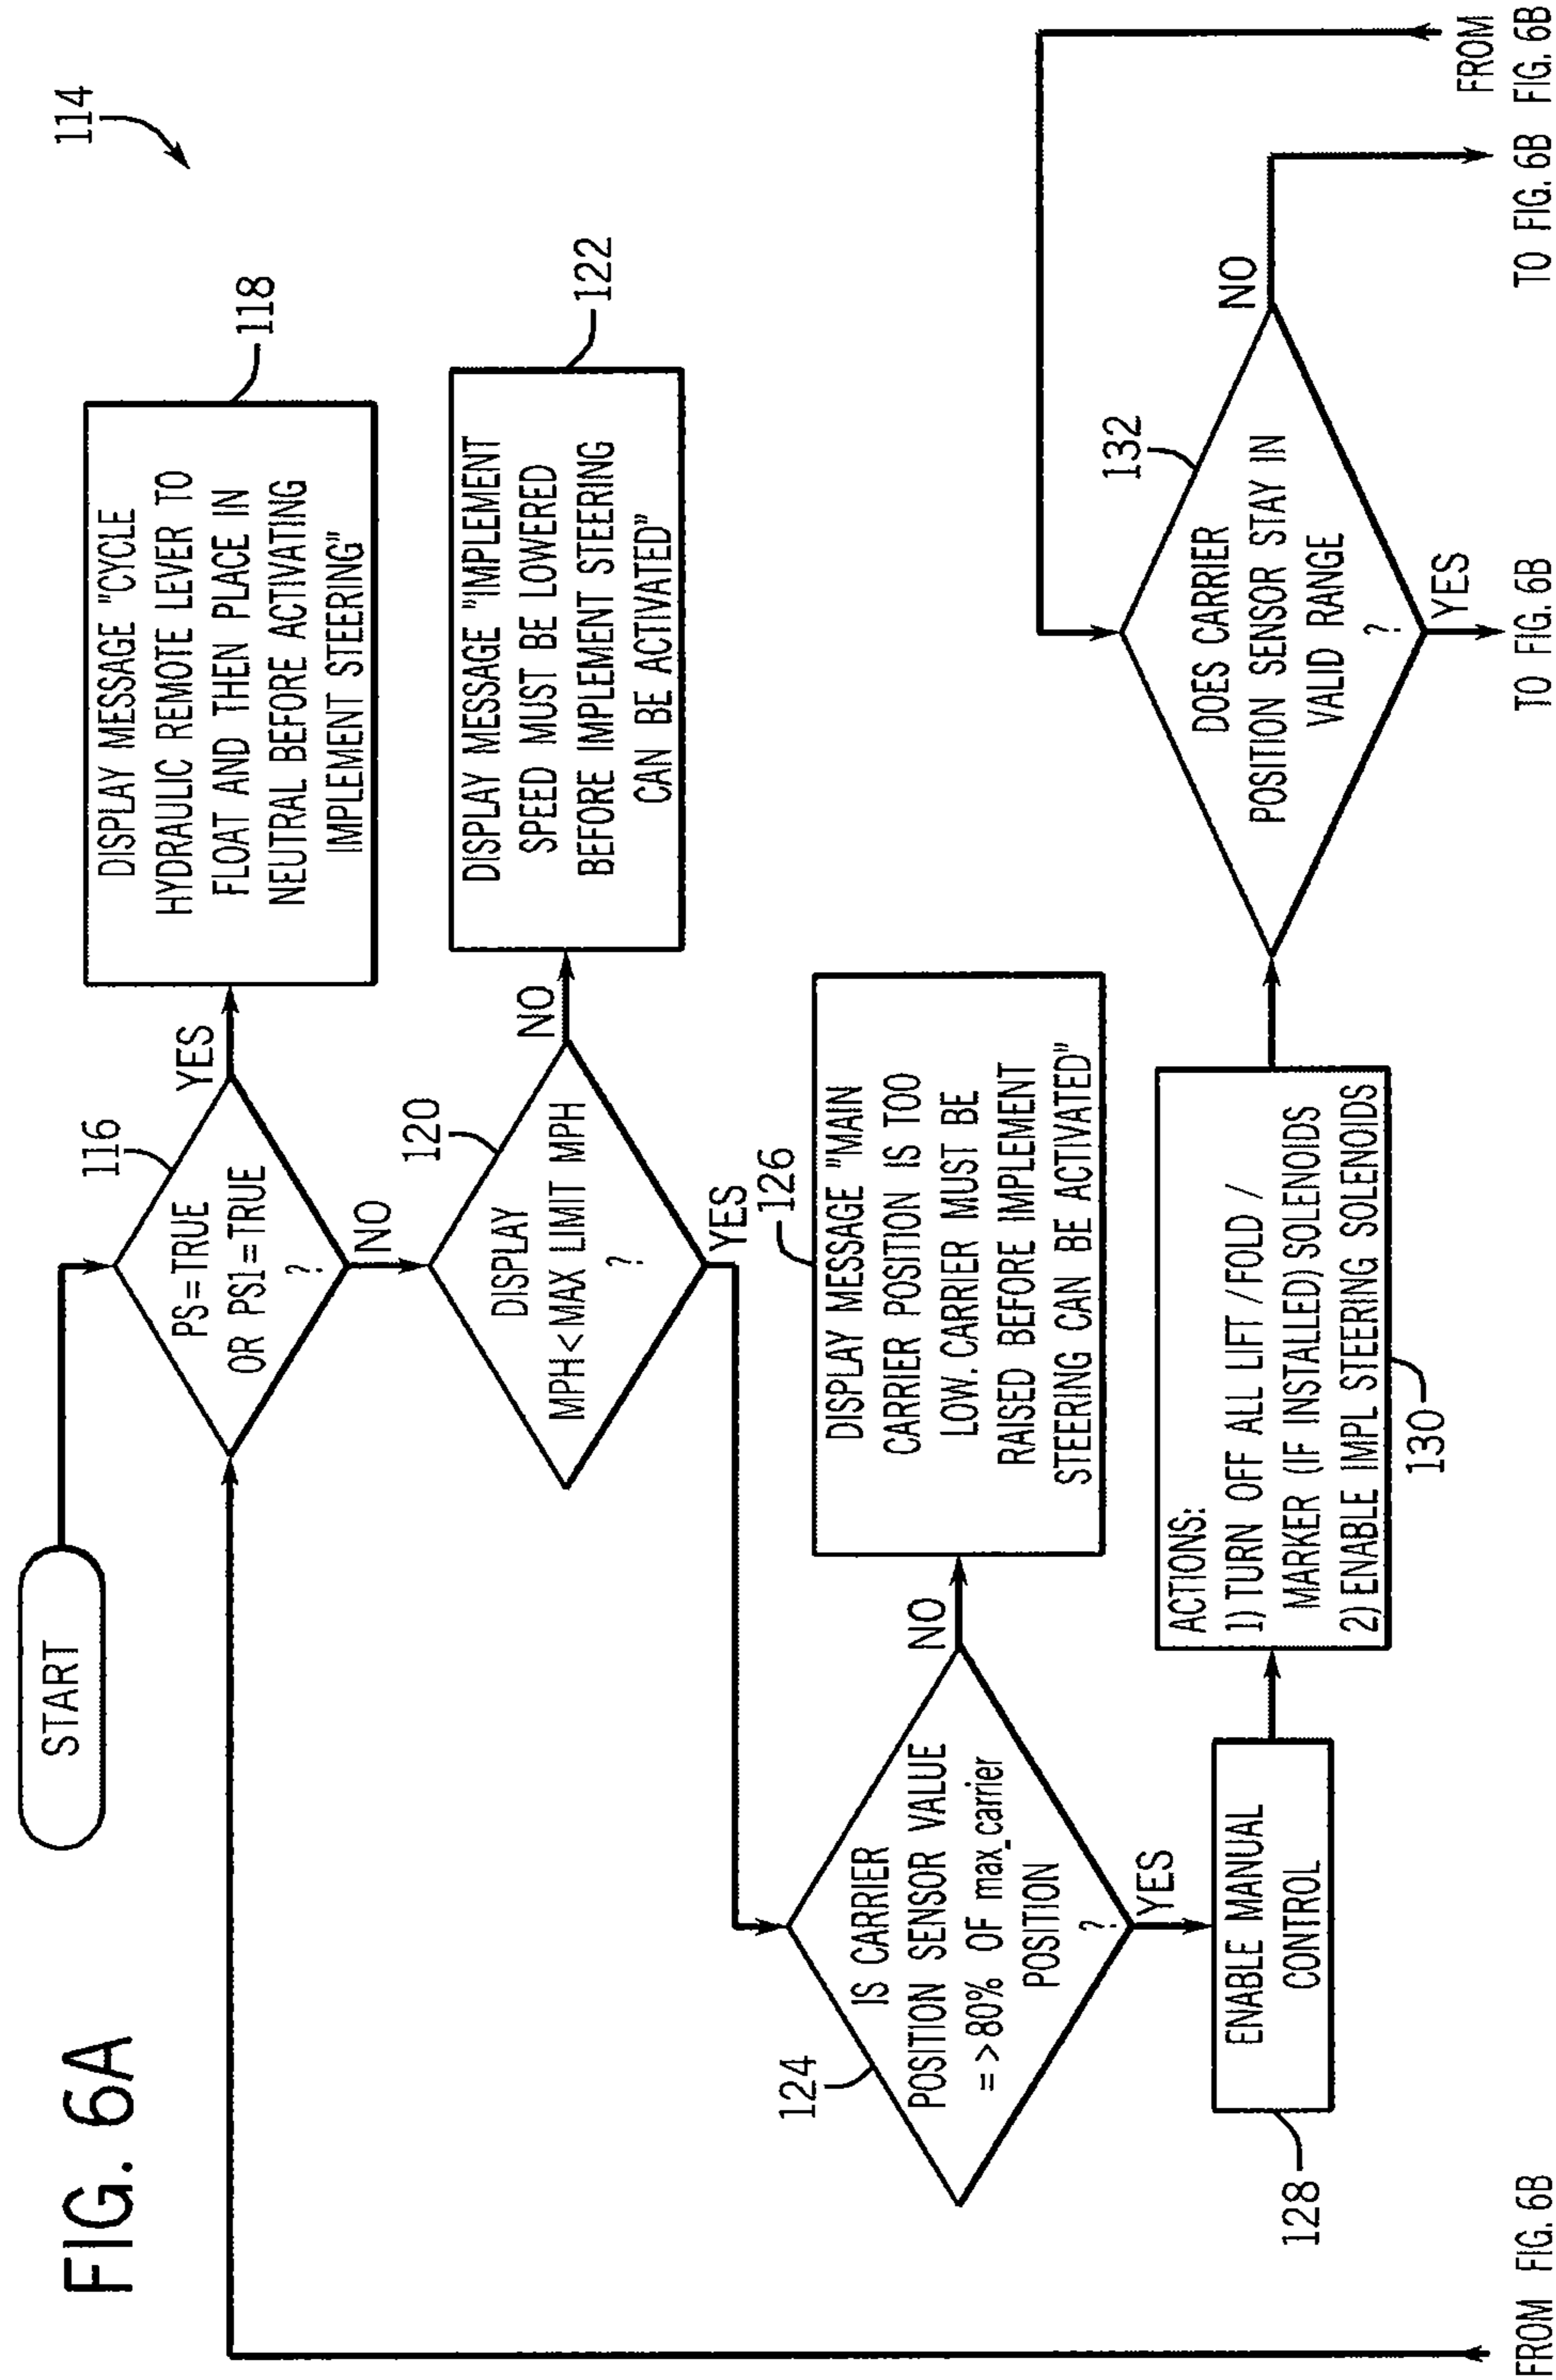 FIG. 6A
114
START
116
PS=TRUE
OR PS1=TRUE
?
YES
NO
118
DISPLAY MESSAGE "CYCLE
HYDRAULIC REMOTE LEVER TO
FLOAT AND THEN PLACE IN
NEUTRAL BEFORE ACTIVATING
IMPLEMENT STEERING"
120
DISPLAY
MPH<MAX LIMIT MPH
?
NO
YES
122
DISPLAY MESSAGE "IMPLEMENT
SPEED MUST BE LOWERED
BEFORE IMPLEMENT STEERING
CAN BE ACTIVATED"
124
IS CARRIER
POSITION SENSOR VALUE
=>80% OF max_carrier
POSITION
?
NO
YES
126
DISPLAY MESSAGE "MAIN
CARRIER POSITION IS TOO
LOW. CARRIER MUST BE
RAISED BEFORE IMPLEMENT
STEERING CAN BE ACTIVATED"
128
ENABLE MANUAL
CONTROL
ACTIONS:
1) TURN OFF ALL LIFT/FOLD/
MARKER (IF INSTALLED) SOLENOIDS
2) ENABLE IMPL STEERING SOLENOIDS
130
132
DOES CARRIER
POSITION SENSOR STAY IN
VALID RANGE
?
NO
YES
FROM FIG. 6B
TO FIG. 6B
TO FIG. 6B
FROM
FIG. 6B